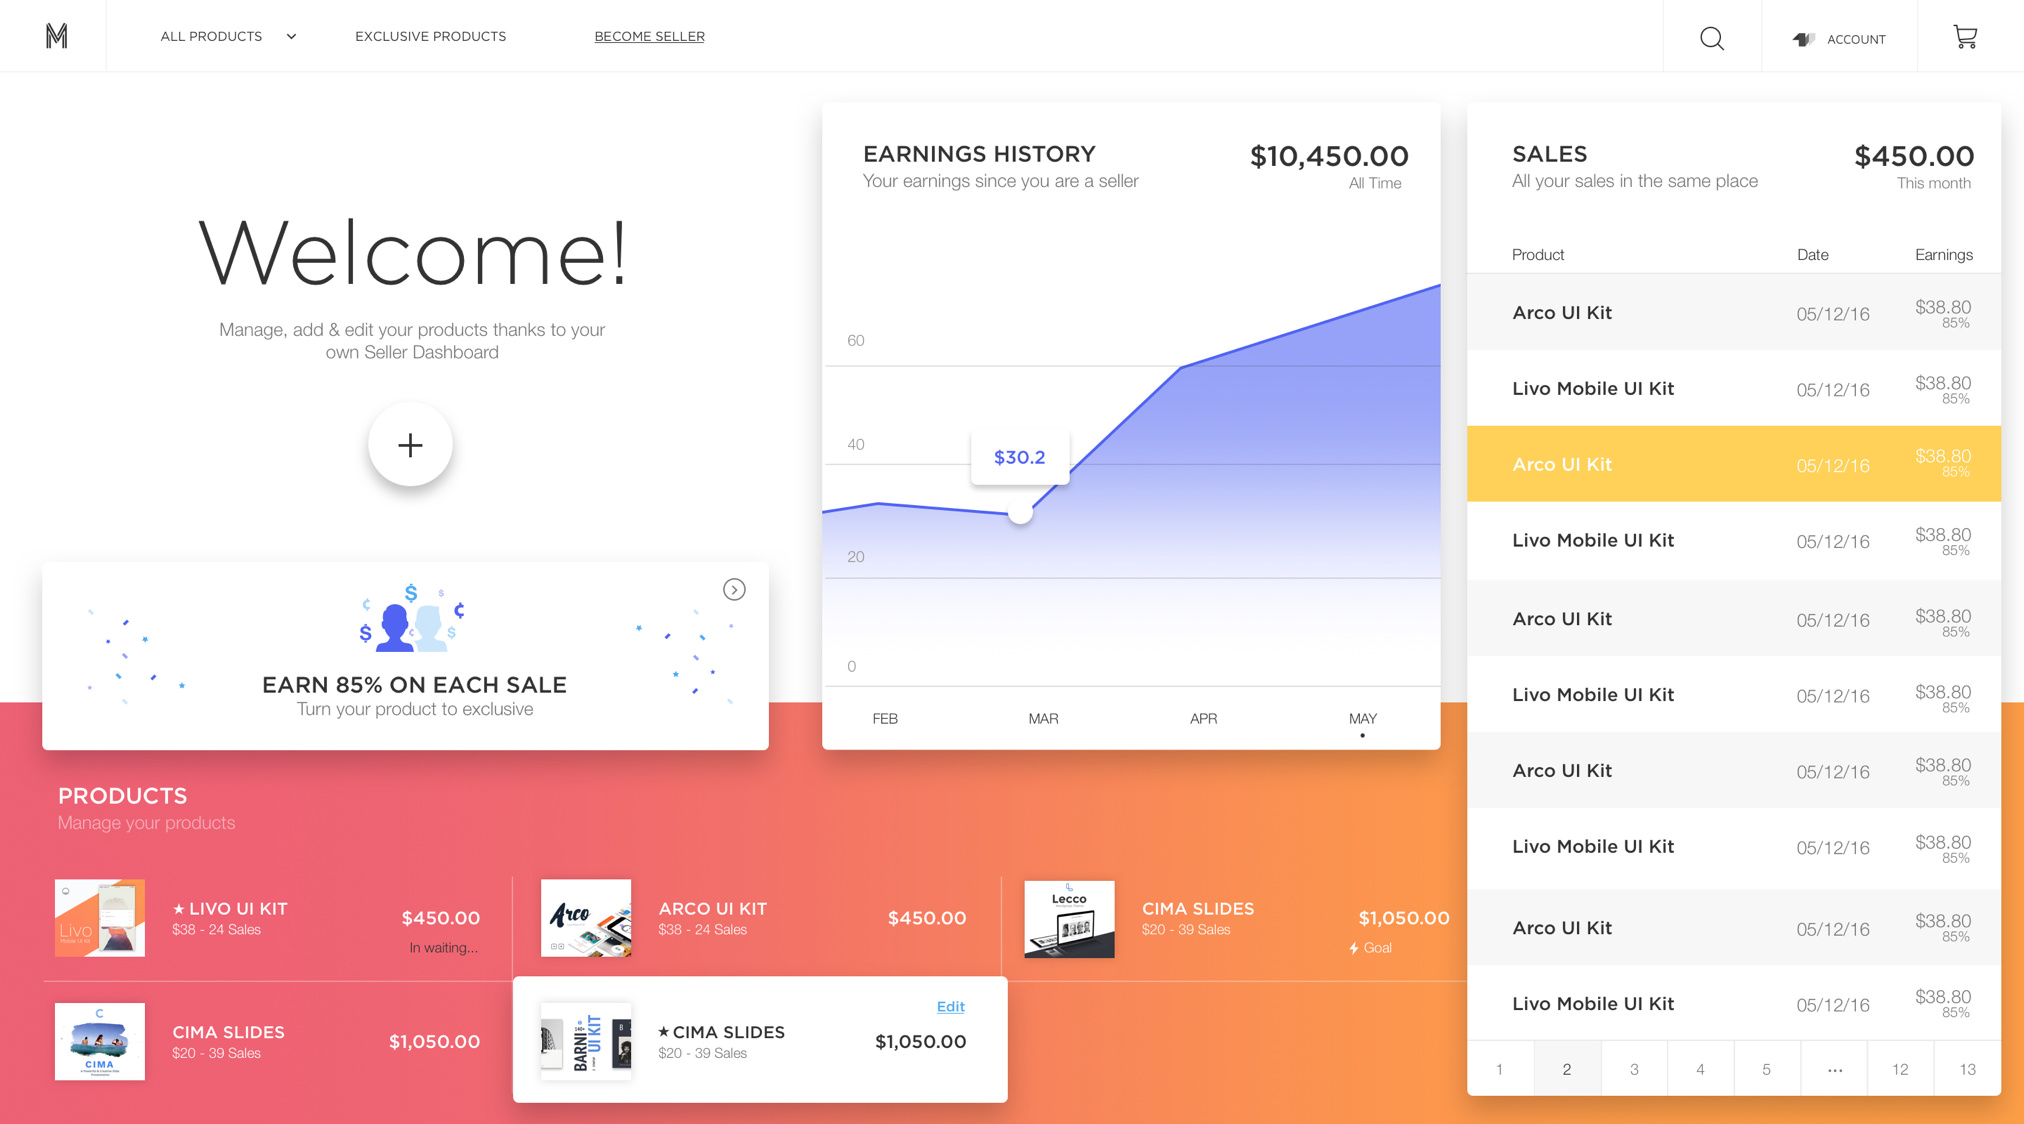 M
ALL PRODUCTS
EXCLUSIVE PRODUCTS
BECOME SELLER
ACCOUNT
Welcome!
Manage, add & edit your products thanks to your
own Seller Dashboard
+
$ ¢ $ ¢ $ ¢ $
EARN 85% ON EACH SALE
Turn your product to exclusive
EARNINGS HISTORY
$10,450.00
Your earnings since you are a seller
All Time
60
40
$30.2
20
0
FEB MAR APR MAY
SALES
$450.00
All your sales in the same place
This month
Product Date Earnings
Arco UI Kit 05/12/16 $38.80
85%
Livo Mobile UI Kit 05/12/16 $38.80
85%
Arco UI Kit 05/12/16 $38.80
85%
Livo Mobile UI Kit 05/12/16 $38.80
85%
Arco UI Kit 05/12/16 $38.80
85%
Livo Mobile UI Kit 05/12/16 $38.80
85%
Arco UI Kit 05/12/16 $38.80
85%
Livo Mobile UI Kit 05/12/16 $38.80
85%
Arco UI Kit 05/12/16 $38.80
85%
Livo Mobile UI Kit 05/12/16 $38.80
85%
1 2 3 4 5 ... 12 13
PRODUCTS
Manage your products
Livo
Mobile UI Kit
★ LIVO UI KIT
$38 - 24 Sales
$450.00
In waiting...
Arco
ARCO UI KIT
$38 - 24 Sales
$450.00
Lecco
CIMA SLIDES
$20 - 39 Sales
$1,050.00
Goal
C
CIMA
CIMA SLIDES
$20 - 39 Sales
$1,050.00
BARNI
140+
UI KIT
B
Edit
★ CIMA SLIDES
$20 - 39 Sales
$1,050.00